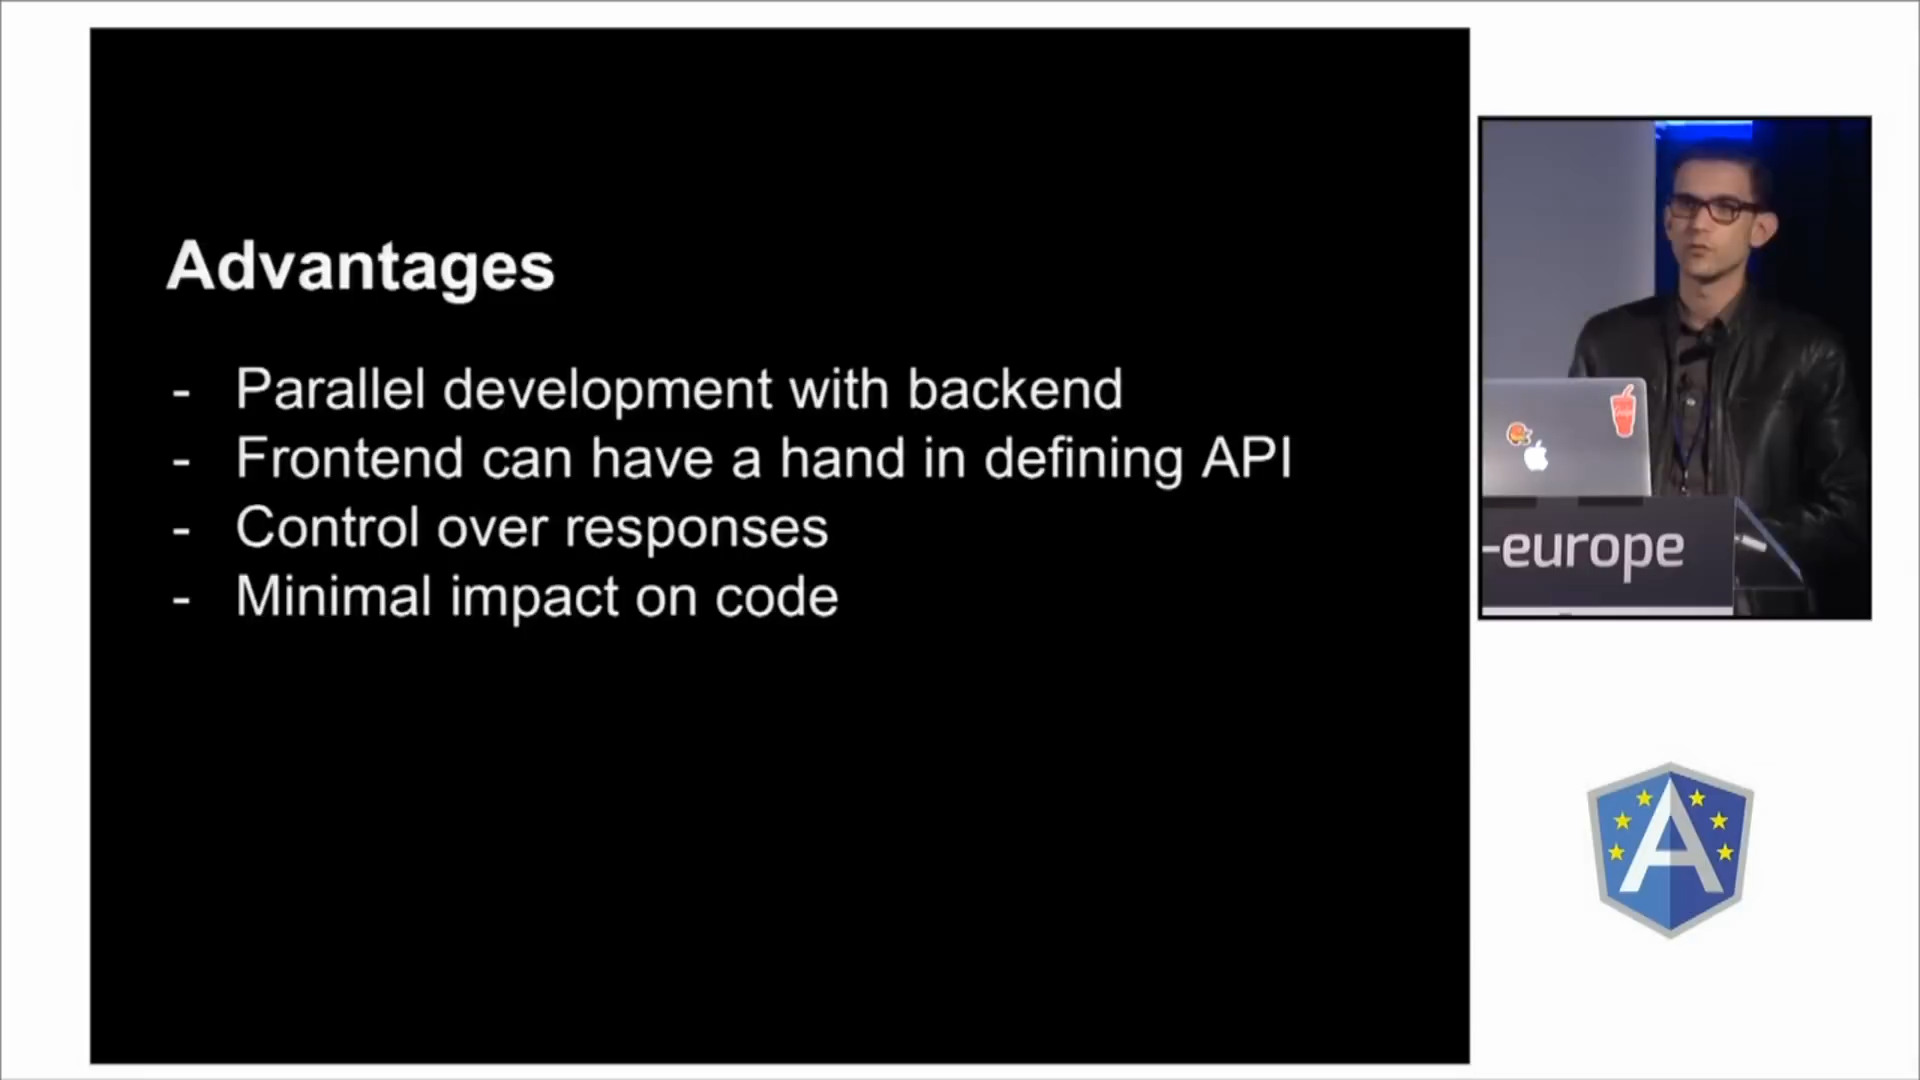 Advantages
- Parallel development with backend
- Frontend can have a hand in defining API
- Control over responses
- Minimal impact on code
-europe
A